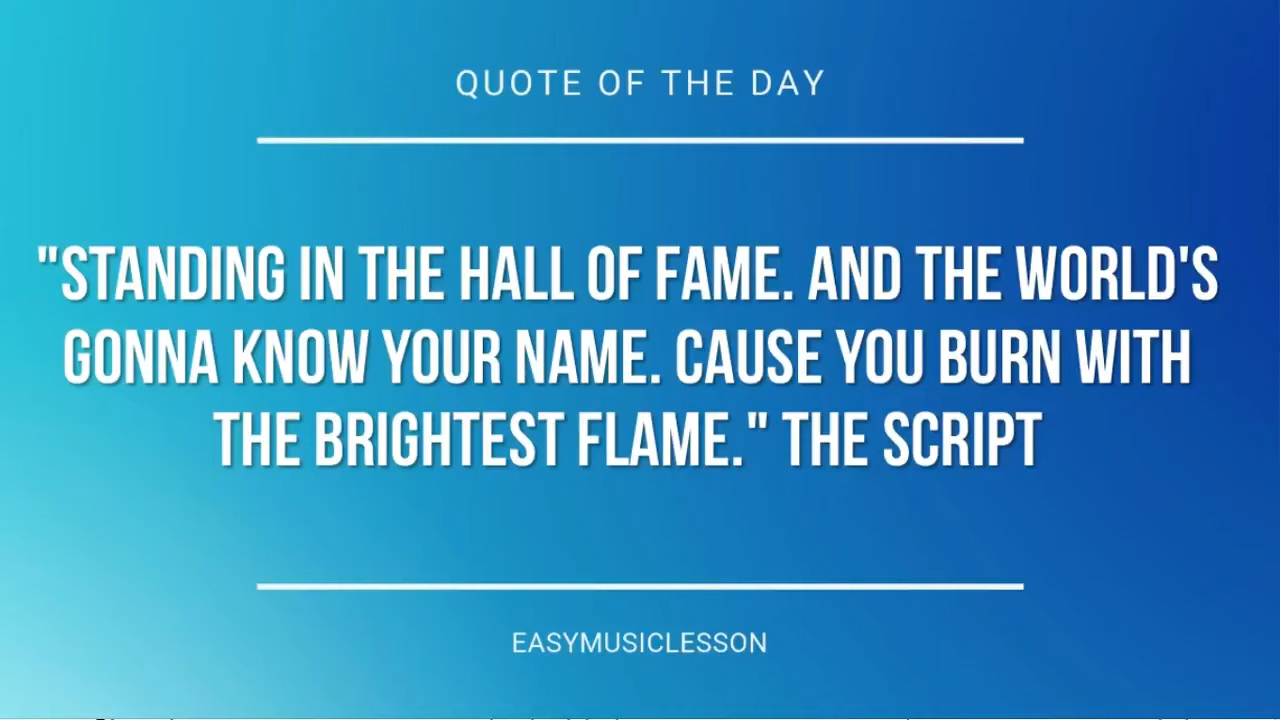 QUOTE OF THE DAY
"STANDING IN THE HALL OF FAME. AND THE WORLD'S
GONNA KNOW YOUR NAME. CAUSE YOU BURN WITH
THE BRIGHTEST FLAME." THE SCRIPT
EASYMUSICLESSON